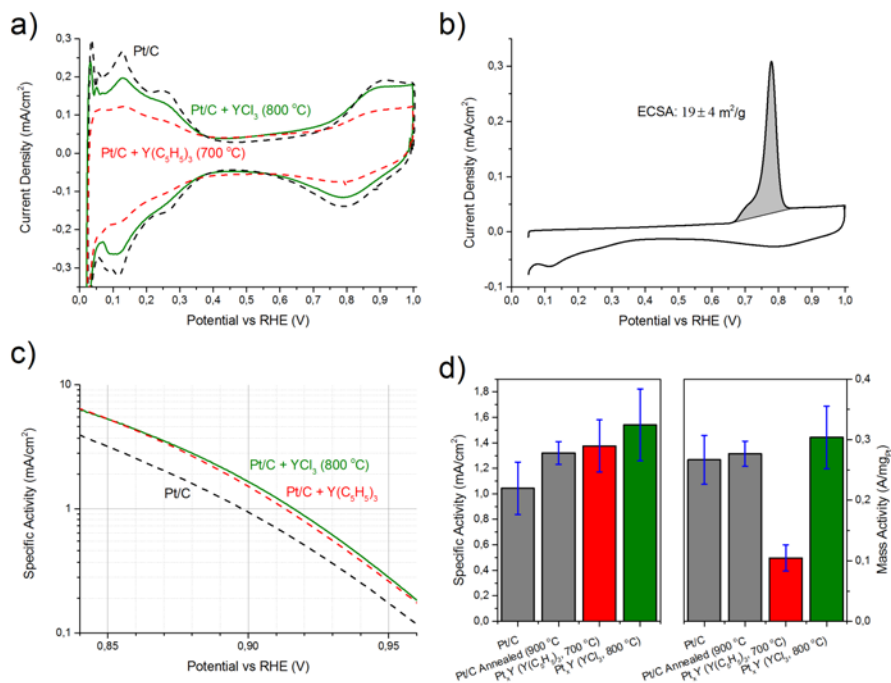 a)
Current Density (mA/cm²)
0,3
0,2
0,1
0,0
-0,1
-0,2
-0,3
Pt/C
Pt/C + YCl₃ (800 °C)
Pt/C + Y(C₅H₅)₃ (700 °C)
0,0 0,1 0,2 0,3 0,4 0,5 0,6 0,7 0,8 0,9 1,0
Potential vs RHE (V)
b)
Current Density (mA/cm²)
0,3
0,2
0,1
0,0
-0,1
ECSA: 19 ± 4 m²/g
0,0 0,1 0,2 0,3 0,4 0,5 0,6 0,7 0,8 0,9 1,0
Potential vs RHE (V)
c)
Specific Activity (mA/cm²)
10
1
0,1
Pt/C + YCl₃ (800 °C)
Pt/C
Pt/C + Y(C₅H₅)₃
0,85 0,90 0,95
Potential vs RHE (V)
d)
Specific Activity (mA/cm²)
1,8
1,6
1,4
1,2
1,0
0,8
0,6
0,4
0,2
0,0
Pt/C
Pt/C Annealed (900 °C
PtₓY (Y(C₅H₅)₃, 700 °C)
PtₓY (YCl₃, 800 °C)
Pt/C
Pt/C Annealed (900 °C
PtₓY (Y(C₅H₅)₃, 700 °C)
PtₓY (YCl₃, 800 °C)
0,4
0,3
0,2
0,1
0,0
Mass Activity (A/mg